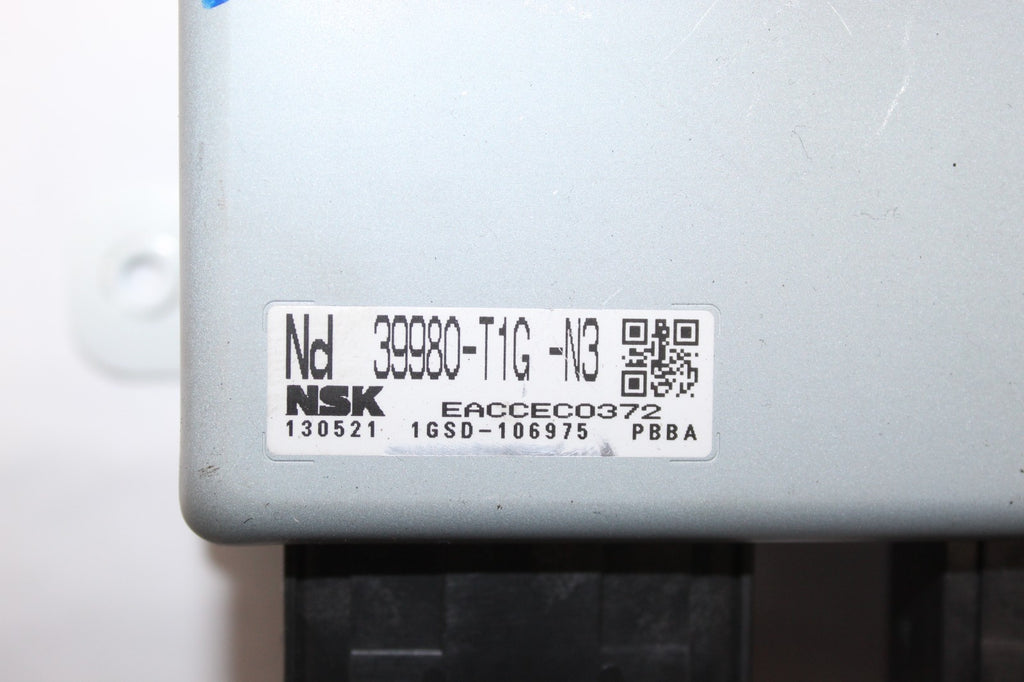 Nd 39980-T1G -N3
NSK EACCEC0372
130521 1GSD-106975 PBBA